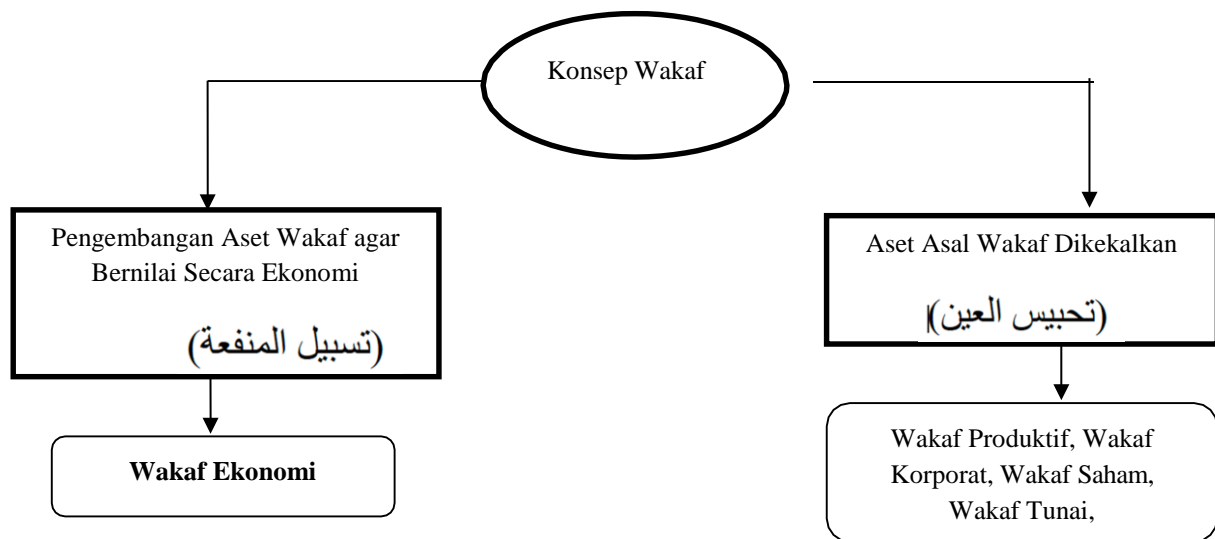 Konsep Wakaf
Pengembangan Aset Wakaf agar
Bernilai Secara Ekonomi
(تسبيل المنفعة)
Aset Asal Wakaf Dikekalkan
(تحبيس العين)
Wakaf Ekonomi
Wakaf Produktif, Wakaf
Korporat, Wakaf Saham,
Wakaf Tunai,